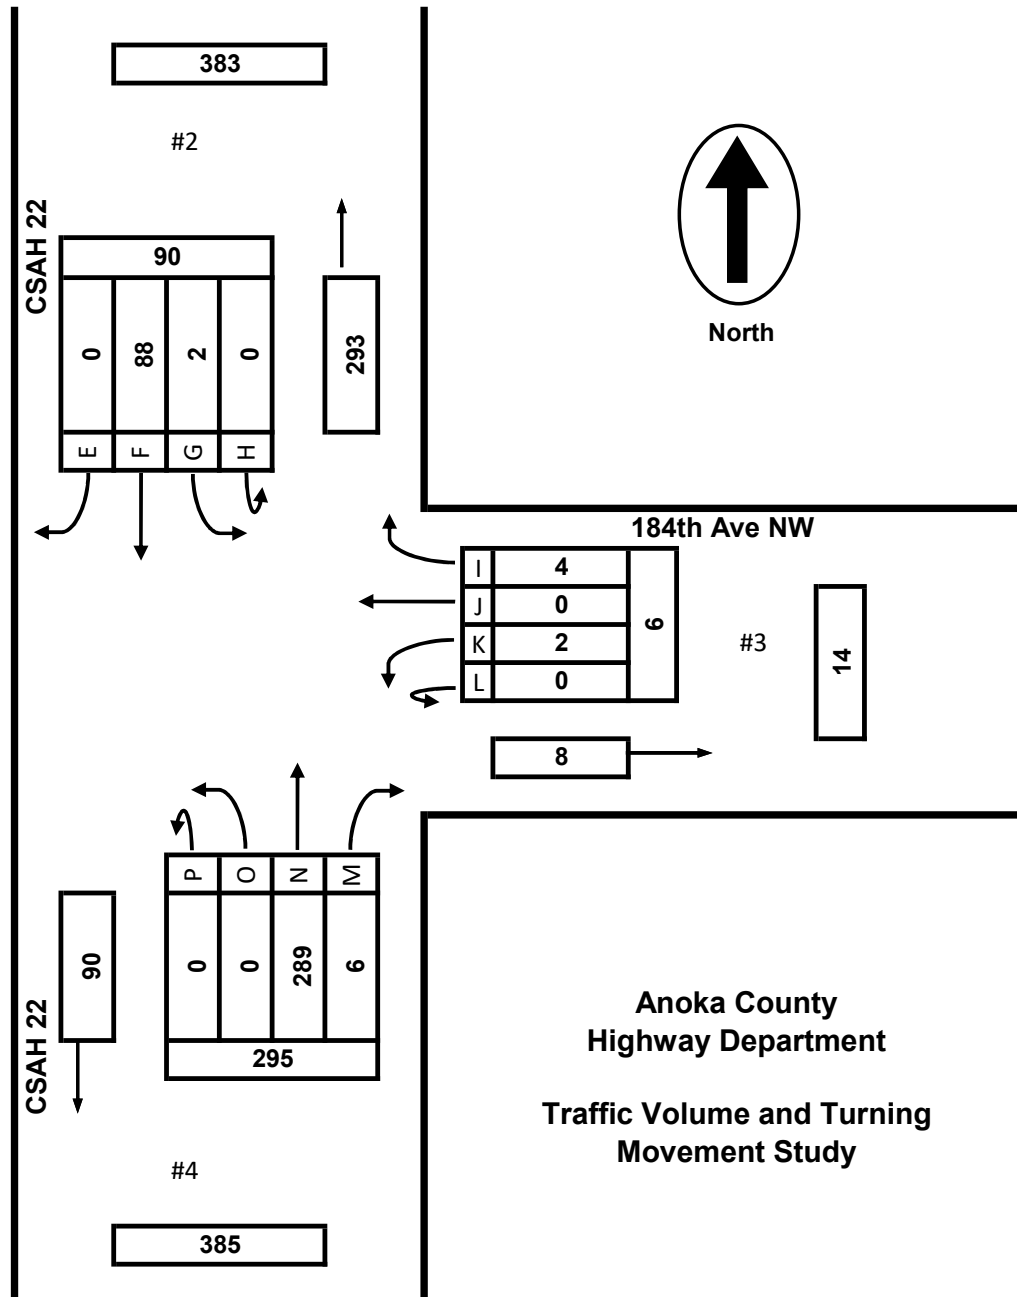 383
#2
CSAH 22
90
0
88
2
0
E
F
G
H
293
North
184th Ave NW
I 4
J 0
K 2
L 0
6
#3
14
8
P
O
N
M
0
0
289
6
295
90
CSAH 22
#4
385
Anoka County
Highway Department
Traffic Volume and Turning
Movement Study